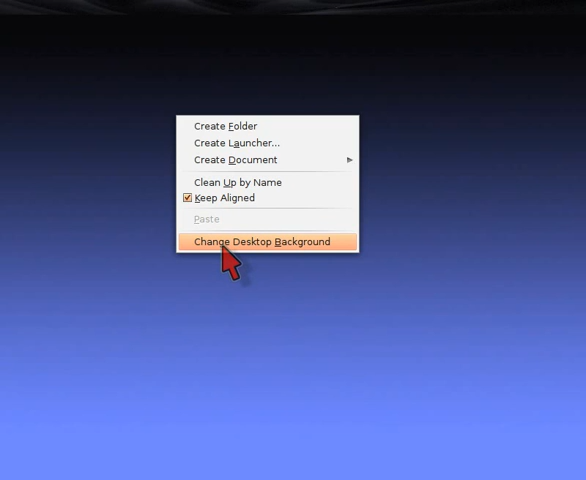 Create Folder
Create Launcher...
Create Document
Clean Up by Name
Keep Aligned
Paste
Change Desktop Background